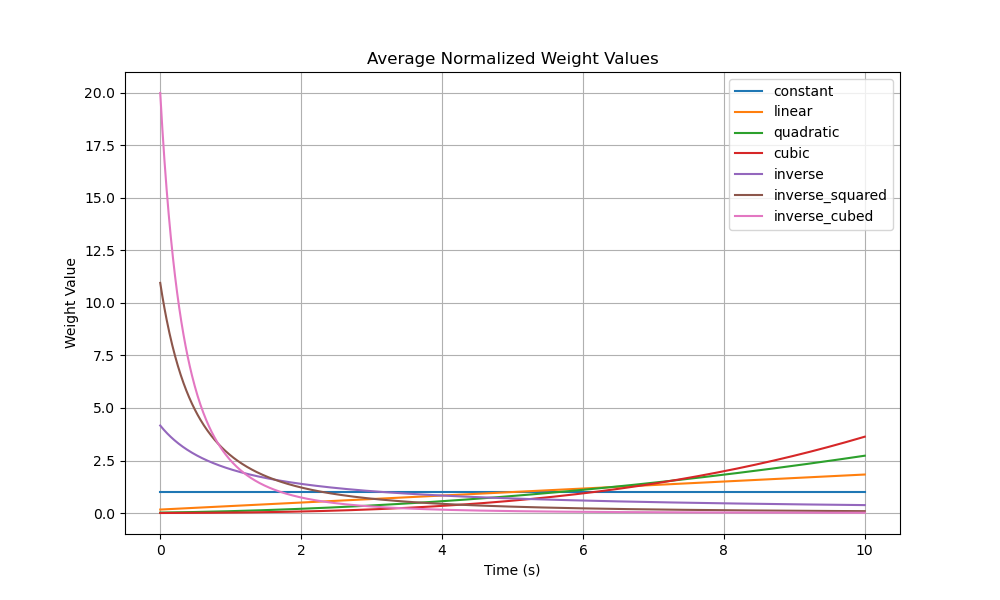 Average Normalized Weight Values
Weight Value
20.0
17.5
15.0
12.5
10.0
7.5
5.0
2.5
0.0
constant
linear
quadratic
cubic
inverse
inverse_squared
inverse_cubed
0 2 4 6 8 10
Time (s)